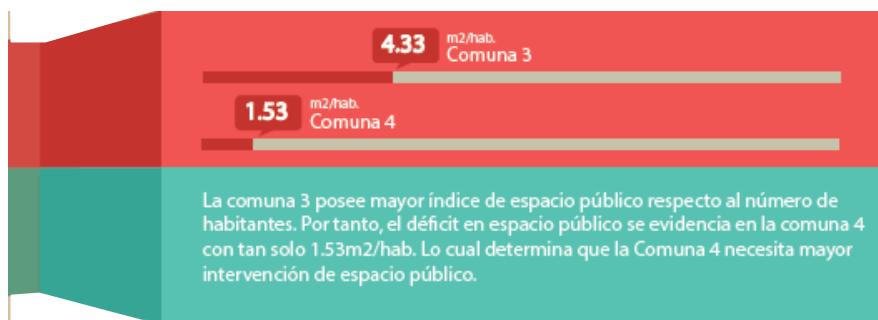 4.33 m2/hab.
Comuna 3
1.53 m2/hab.
Comuna 4
La comuna 3 posee mayor índice de espacio público respecto al número de
habitantes. Por tanto, el déficit en espacio público se evidencia en la comuna 4
con tan solo 1.53m2/hab. Lo cual determina que la Comuna 4 necesita mayor
intervención de espacio público.